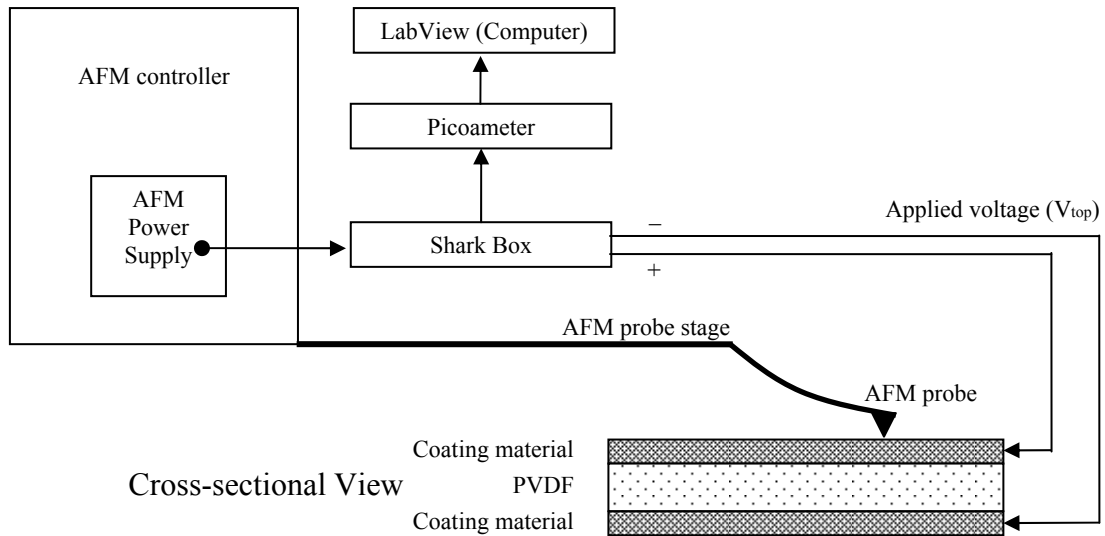 LabView (Computer)
AFM controller
Picoameter
AFM
Power
Supply
Applied voltage (Vtop)
−
Shark Box
+
AFM probe stage
AFM probe
Coating material
Cross-sectional View
PVDF
Coating material